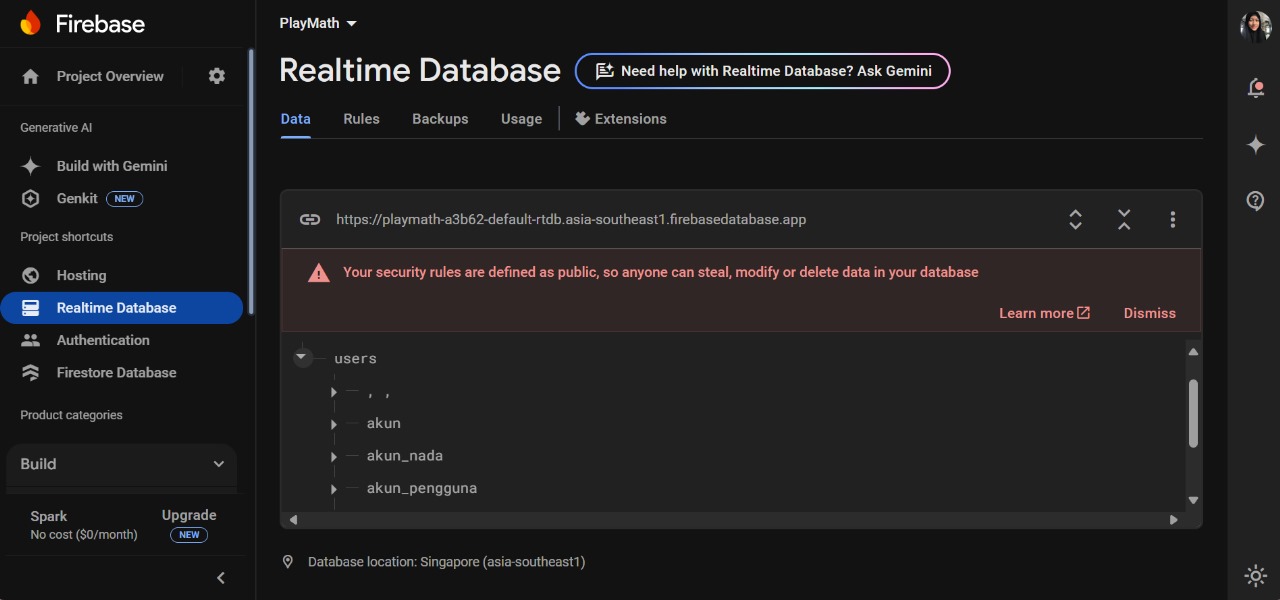 Firebase
Project Overview
Generative AI
Build with Gemini
Genkit NEW
Project shortcuts
Hosting
Realtime Database
Authentication
Firestore Database
Product categories
Build
Spark
No cost ($0/month)
Upgrade
NEW
PlayMath
Realtime Database
Need help with Realtime Database? Ask Gemini
Data Rules Backups Usage Extensions
https://playmath-a3b62-default-rtdb.asia-southeast1.firebasedatabase.app
Your security rules are defined as public, so anyone can steal, modify or delete data in your database
Learn more Dismiss
users
, ,
akun
akun_nada
akun_pengguna
Database location: Singapore (asia-southeast1)